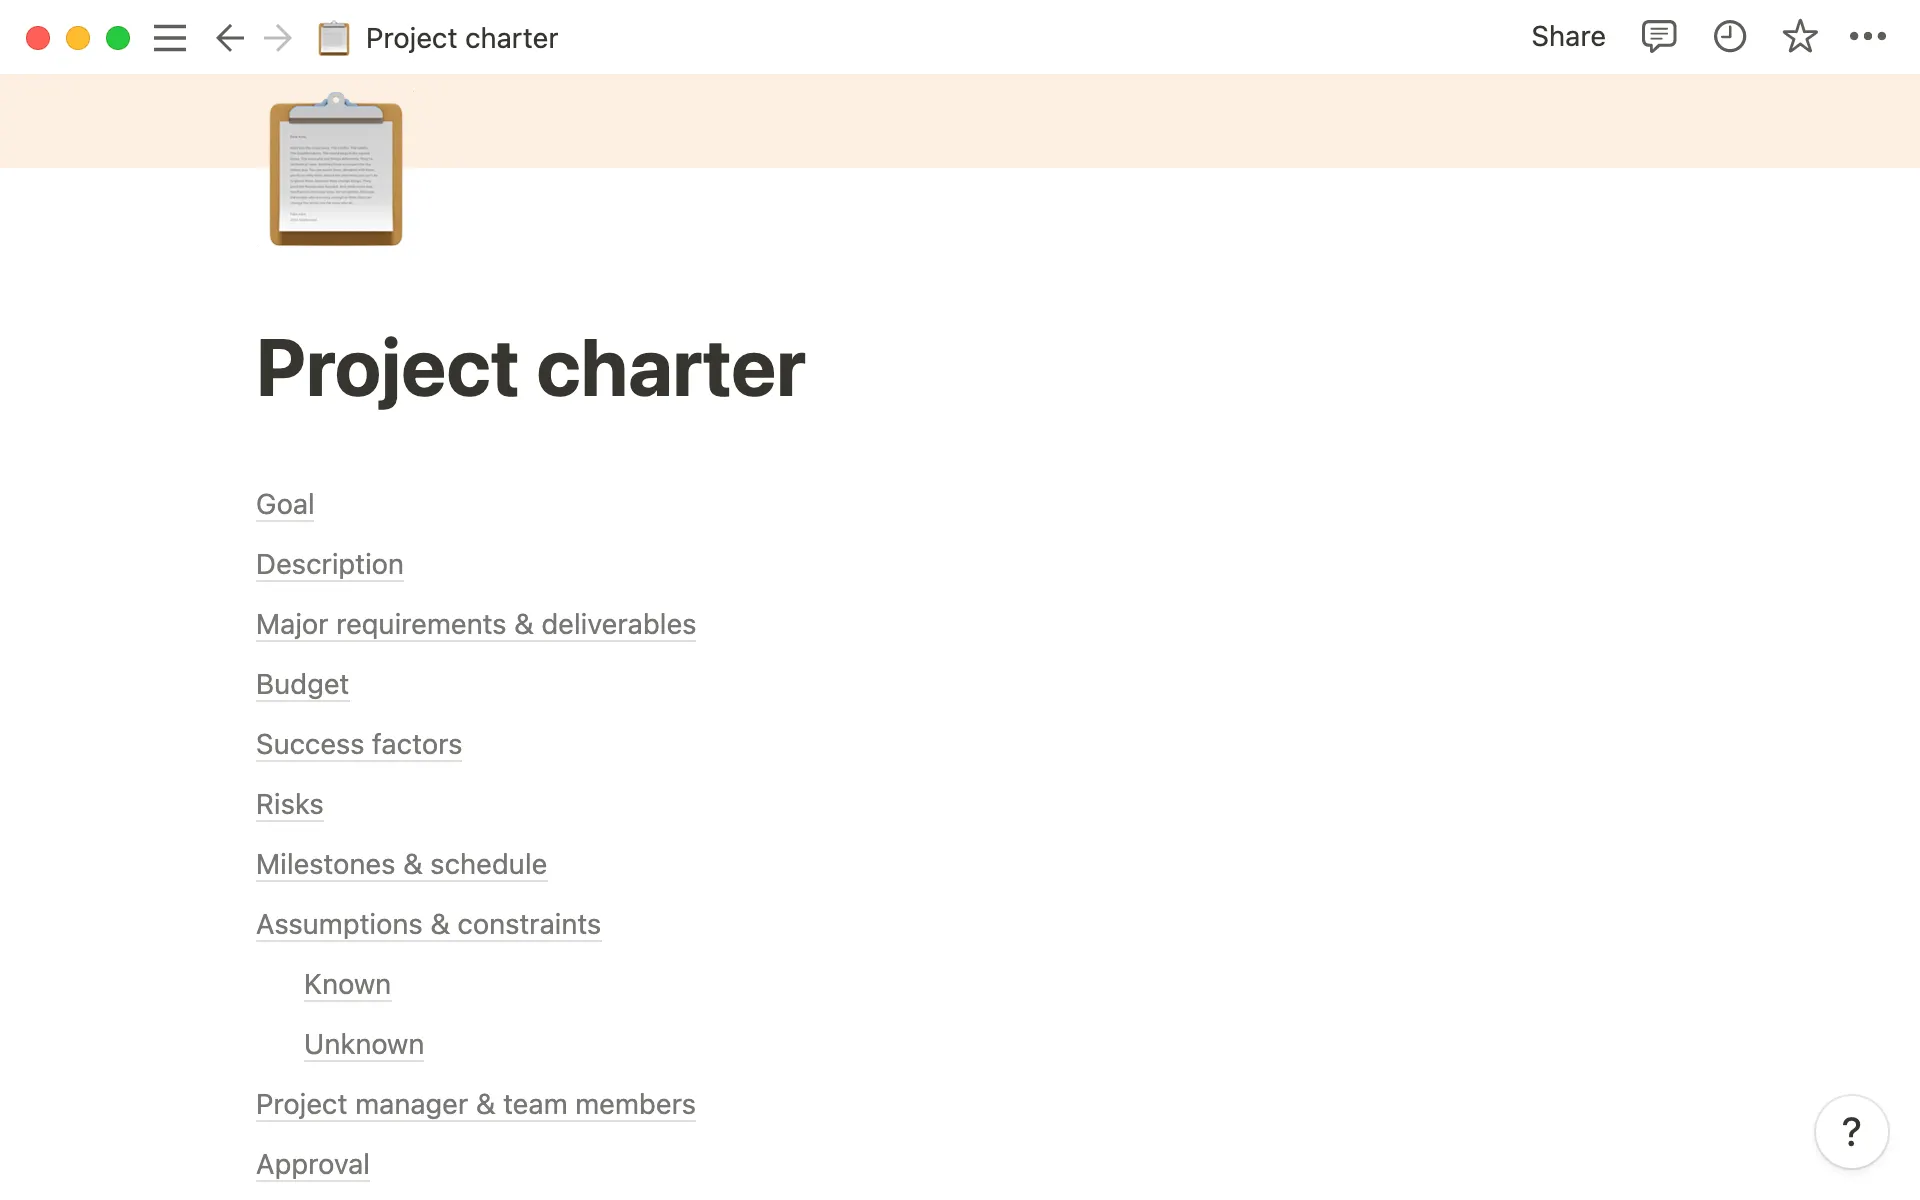 Project charter
Share
Project charter
Goal
Description
Major requirements & deliverables
Budget
Success factors
Risks
Milestones & schedule
Assumptions & constraints
Known
Unknown
Project manager & team members
Approval
?